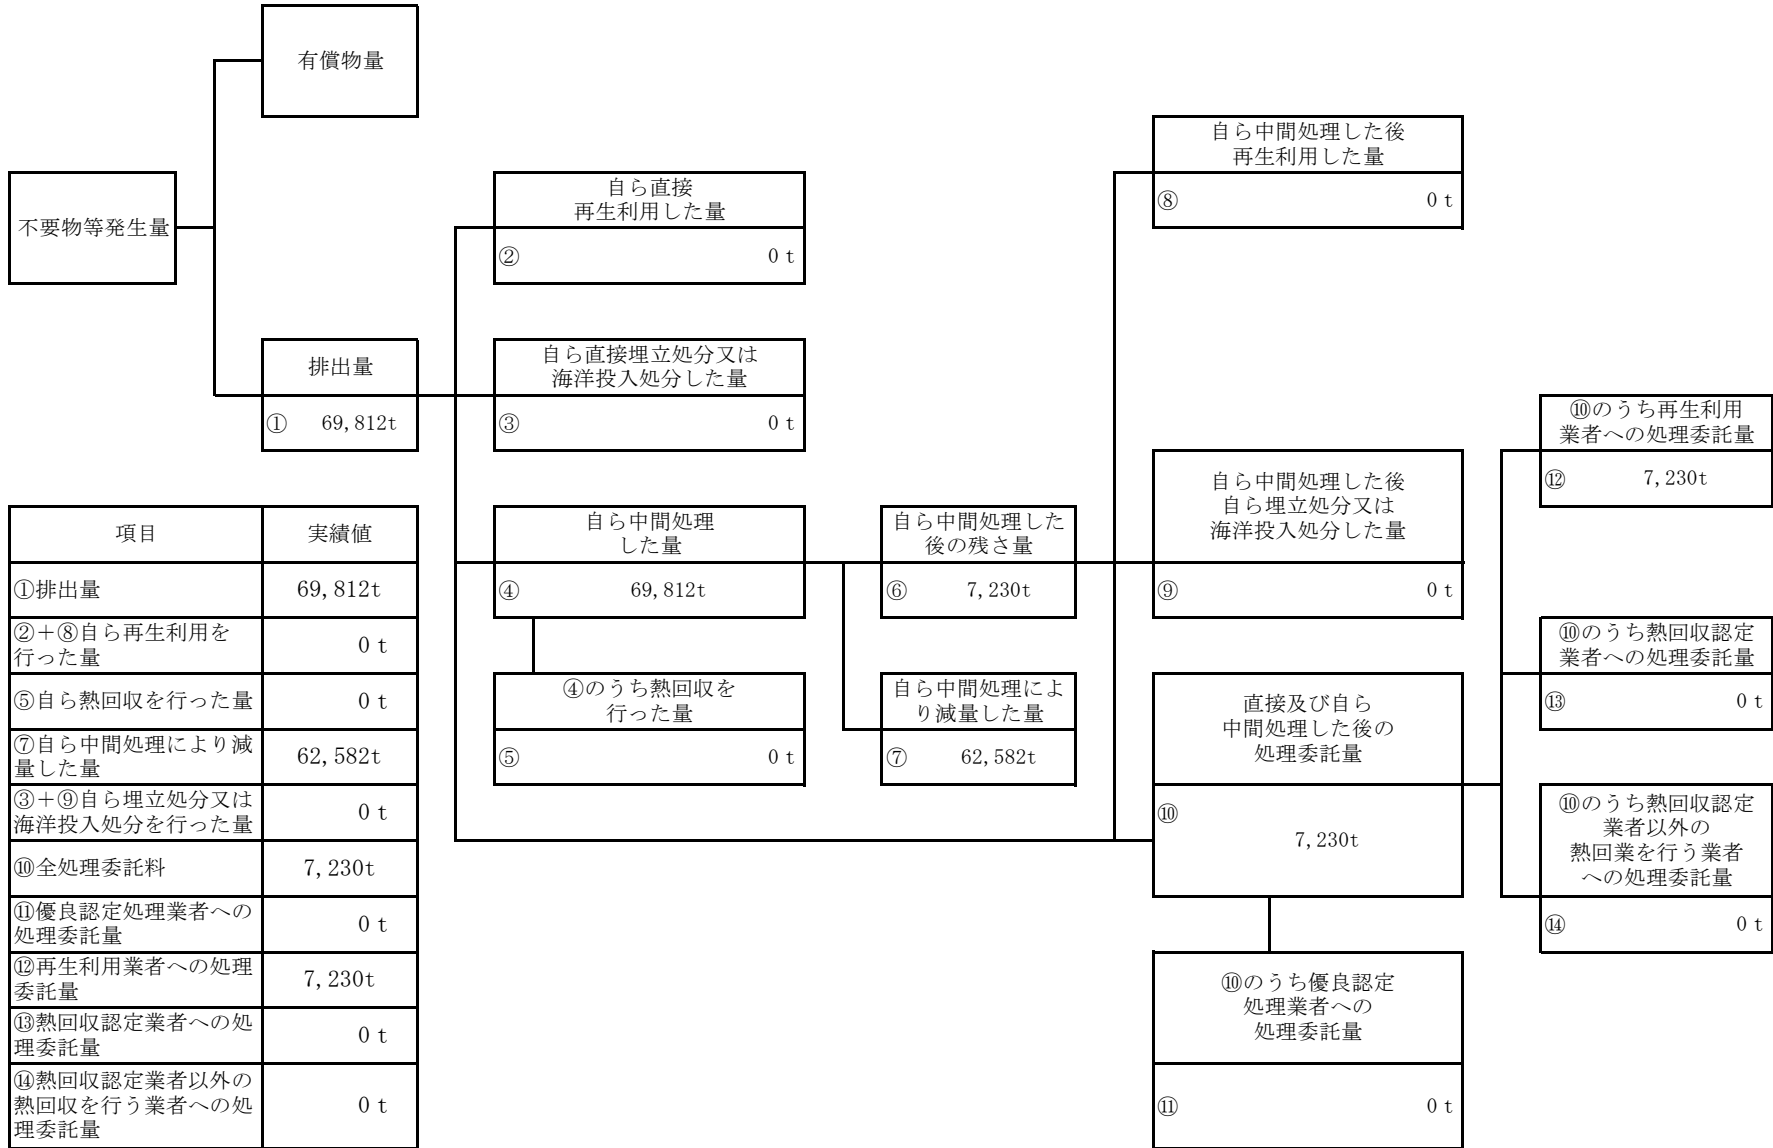 有償物量
不要物等発生量
排出量
① 69,812t
自ら直接
再生利用した量
② 0 t
自ら直接埋立処分又は
海洋投入処分した量
③ 0 t
自ら中間処理
した量
④ 69,812t
④のうち熱回収を
行った量
⑤ 0 t
自ら中間処理した
後の残さ量
⑥ 7,230t
自ら中間処理によ
り減量した量
⑦ 62,582t
自ら中間処理した後
再生利用した量
⑧ 0 t
自ら中間処理した後
自ら埋立処分又は
海洋投入処分した量
⑨ 0 t
直接及び自ら
中間処理した後の
処理委託量
⑩
7,230t
⑩のうち優良認定
処理業者への
処理委託量
⑪ 0 t
⑩のうち再生利用
業者への処理委託量
⑫ 7,230t
⑩のうち熱回収認定
業者への処理委託量
⑬ 0 t
⑩のうち熱回収認定
業者以外の
熱回業を行う業者
への処理委託量
⑭ 0 t
項目 実績値
①排出量 69,812t
②＋⑧自ら再生利用を
行った量 0 t
⑤自ら熱回収を行った量 0 t
⑦自ら中間処理により減
量した量 62,582t
③＋⑨自ら埋立処分又は
海洋投入処分を行った量 0 t
⑩全処理委託料 7,230t
⑪優良認定処理業者への
処理委託量 0 t
⑫再生利用業者への処理
委託量 7,230t
⑬熱回収認定業者への処
理委託量 0 t
⑭熱回収認定業者以外の
熱回収を行う業者への処
理委託量 0 t